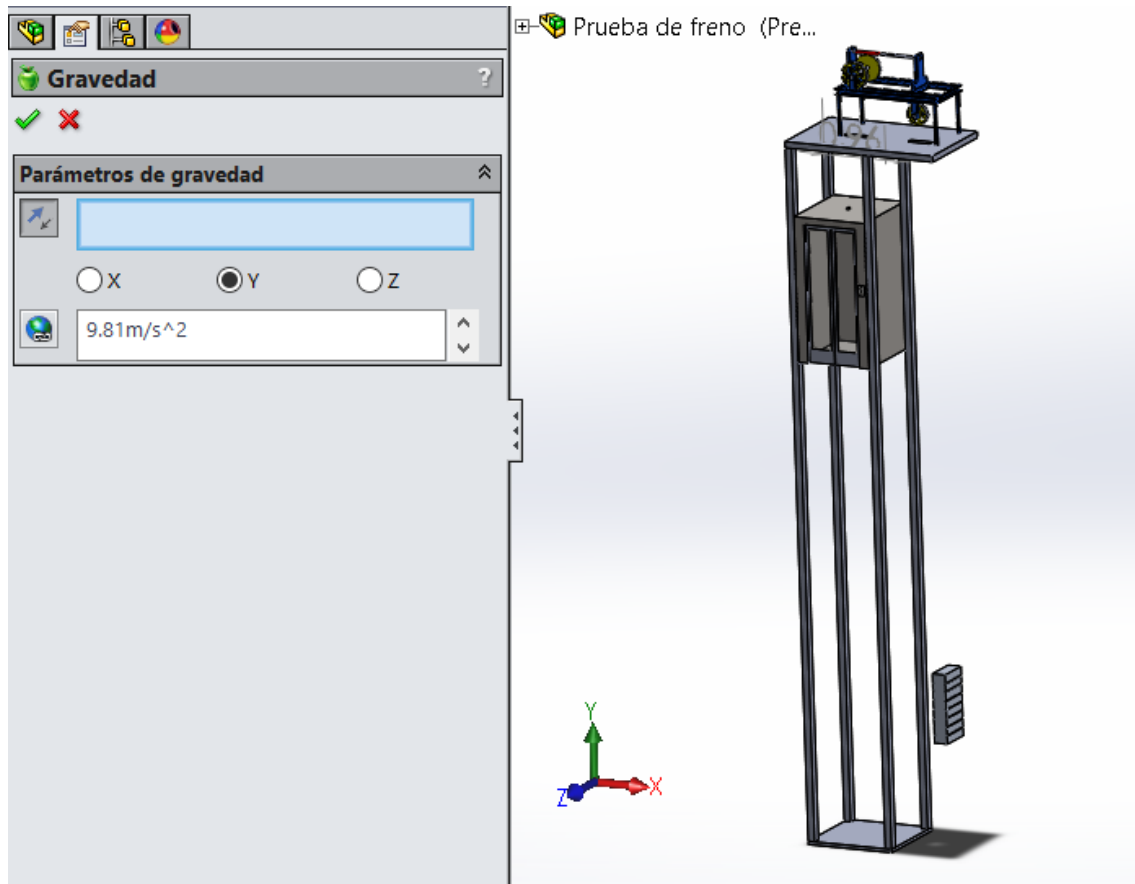 Prueba de freno (Pre...
Gravedad
?
Parámetros de gravedad
X
Y
Z
9.81m/s^2
Y
Z
X